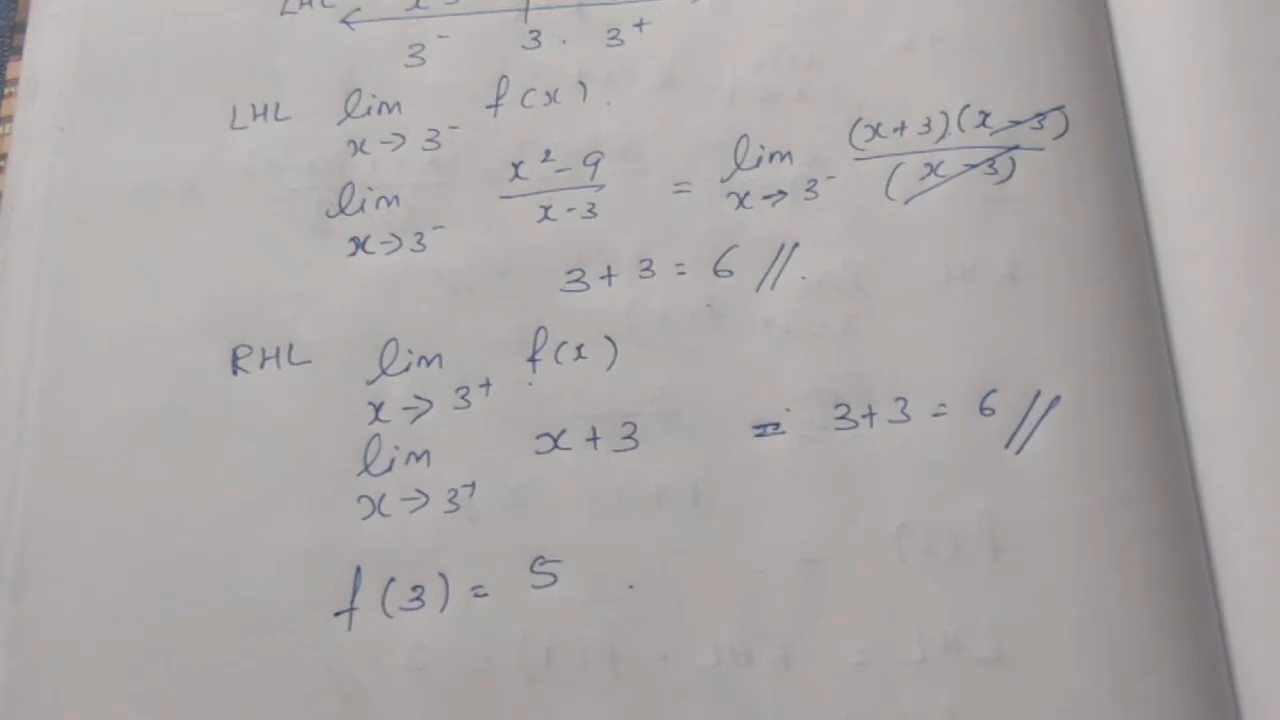 LHL
3⁻ 3. 3⁺
LHL lim f(x).
x→3⁻
lim x²-9 / x-3 = lim (x+3)(x-3) / (x-3)
x→3⁻ x→3⁻
3+3 = 6 //.
RHL lim f(x)
x→3⁺
lim x+3 = 3+3 = 6 //
x→3⁺
f(3) = 5